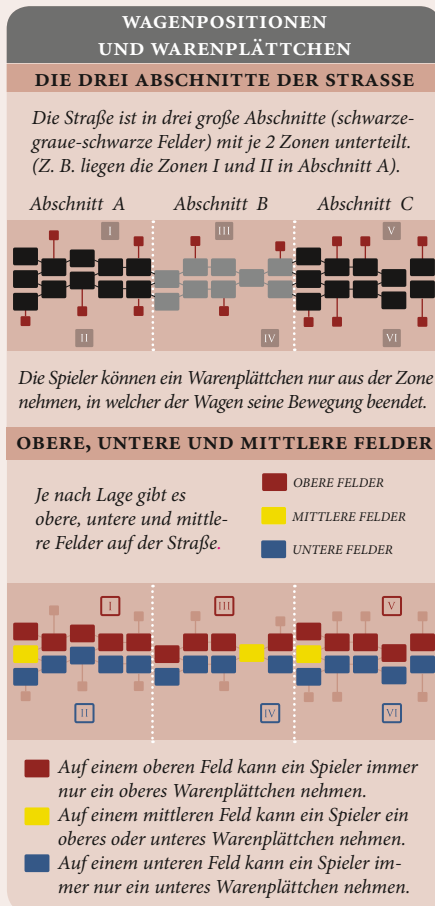 WAGENPOSITIONEN
UND WARENPLÄTTCHEN
DIE DREI ABSCHNITTE DER STRASSE
Die Straße ist in drei große Abschnitte (schwarze-
graue-schwarze Felder) mit je 2 Zonen unterteilt.
(Z. B. liegen die Zonen I und II in Abschnitt A).
Abschnitt A Abschnitt B Abschnitt C
I III V
II IV VI
Die Spieler können ein Warenplättchen nur aus der Zone
nehmen, in welcher der Wagen seine Bewegung beendet.
OBERE, UNTERE UND MITTLERE FELDER
Je nach Lage gibt es
obere, untere und mittle-
re Felder auf der Straße.
OBERE FELDER
MITTLERE FELDER
UNTERE FELDER
I III V
II IV VI
Auf einem oberen Feld kann ein Spieler immer
nur ein oberes Warenplättchen nehmen.
Auf einem mittleren Feld kann ein Spieler ein
oberes oder unteres Warenplättchen nehmen.
Auf einem unteren Feld kann ein Spieler im-
mer nur ein unteres Warenplättchen nehmen.